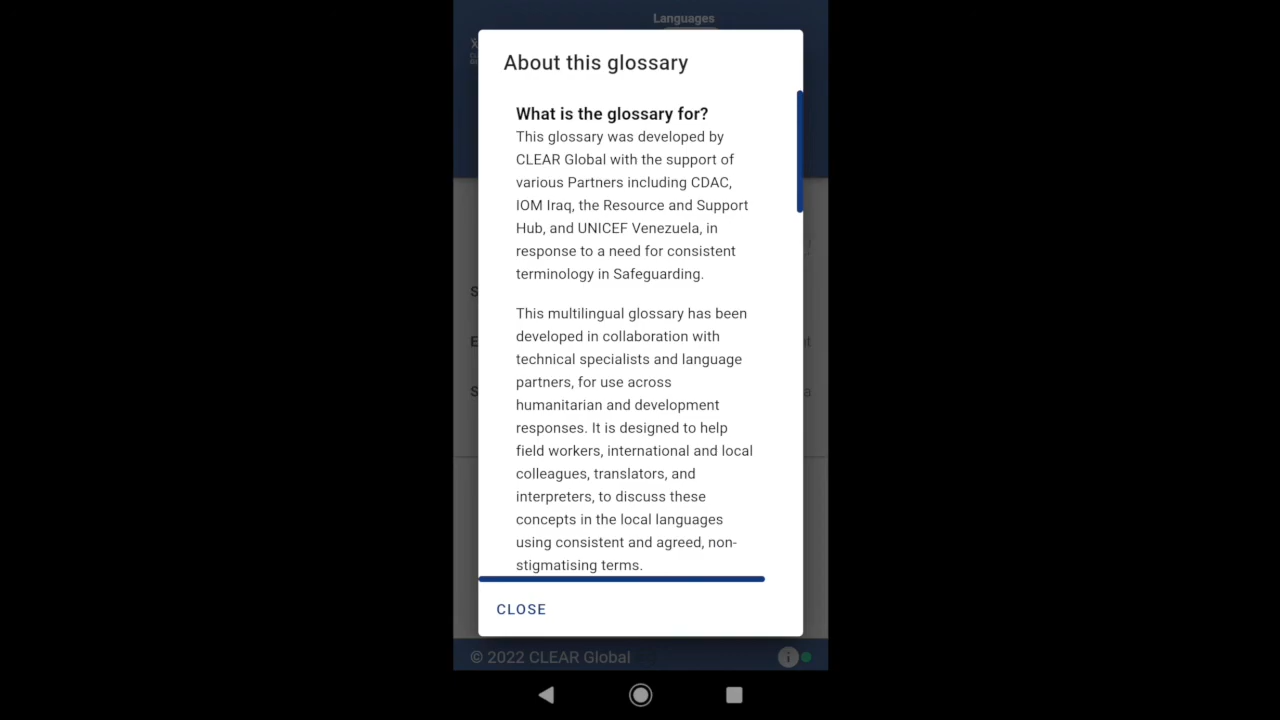 Languages
About this glossary
What is the glossary for?
This glossary was developed by
CLEAR Global with the support of
various Partners including CDAC,
IOM Iraq, the Resource and Support
Hub, and UNICEF Venezuela, in
response to a need for consistent
terminology in Safeguarding.
This multilingual glossary has been
developed in collaboration with
technical specialists and language
partners, for use across
humanitarian and development
responses. It is designed to help
field workers, international and local
colleagues, translators, and
interpreters, to discuss these
concepts in the local languages
using consistent and agreed, non-
stigmatising terms.
CLOSE
© 2022 CLEAR Global